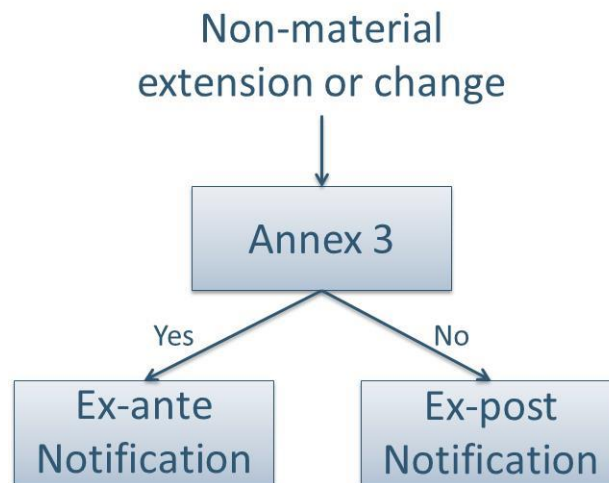 Non-material
extension or change
Annex 3
Yes
No
Ex-ante
Notification
Ex-post
Notification